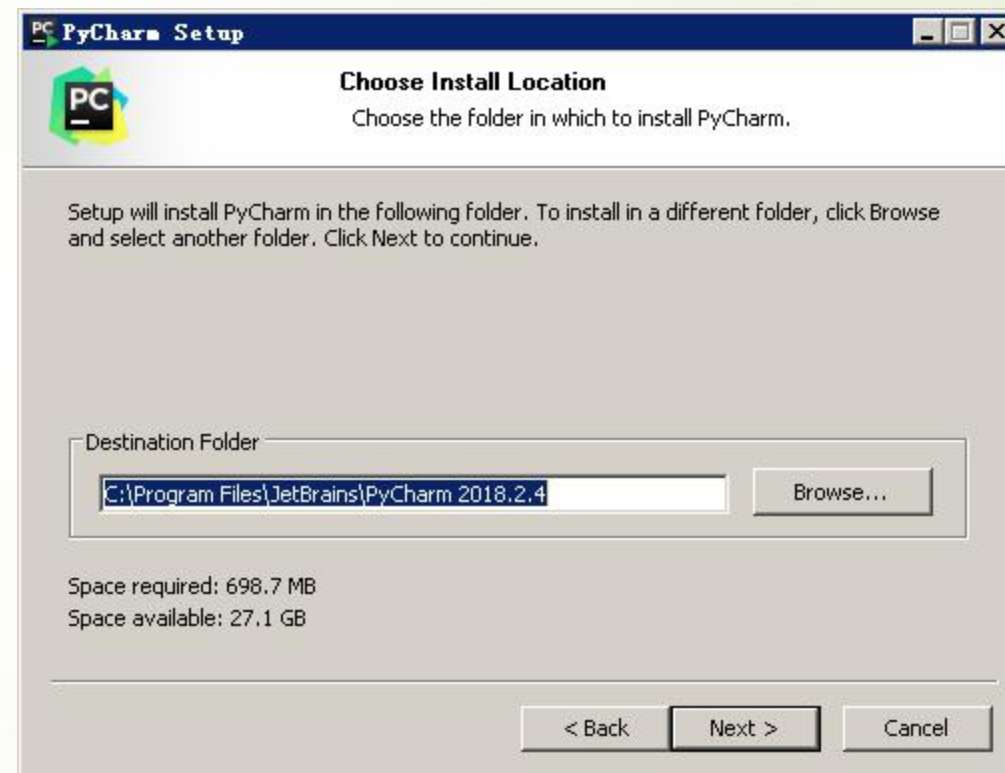 PC PyCharm Setup
PC
Choose Install Location
Choose the folder in which to install PyCharm.
Setup will install PyCharm in the following folder. To install in a different folder, click Browse
and select another folder. Click Next to continue.
Destination Folder
C:\Program Files\JetBrains\PyCharm 2018.2.4
Browse...
Space required: 698.7 MB
Space available: 27.1 GB
< Back
Next >
Cancel